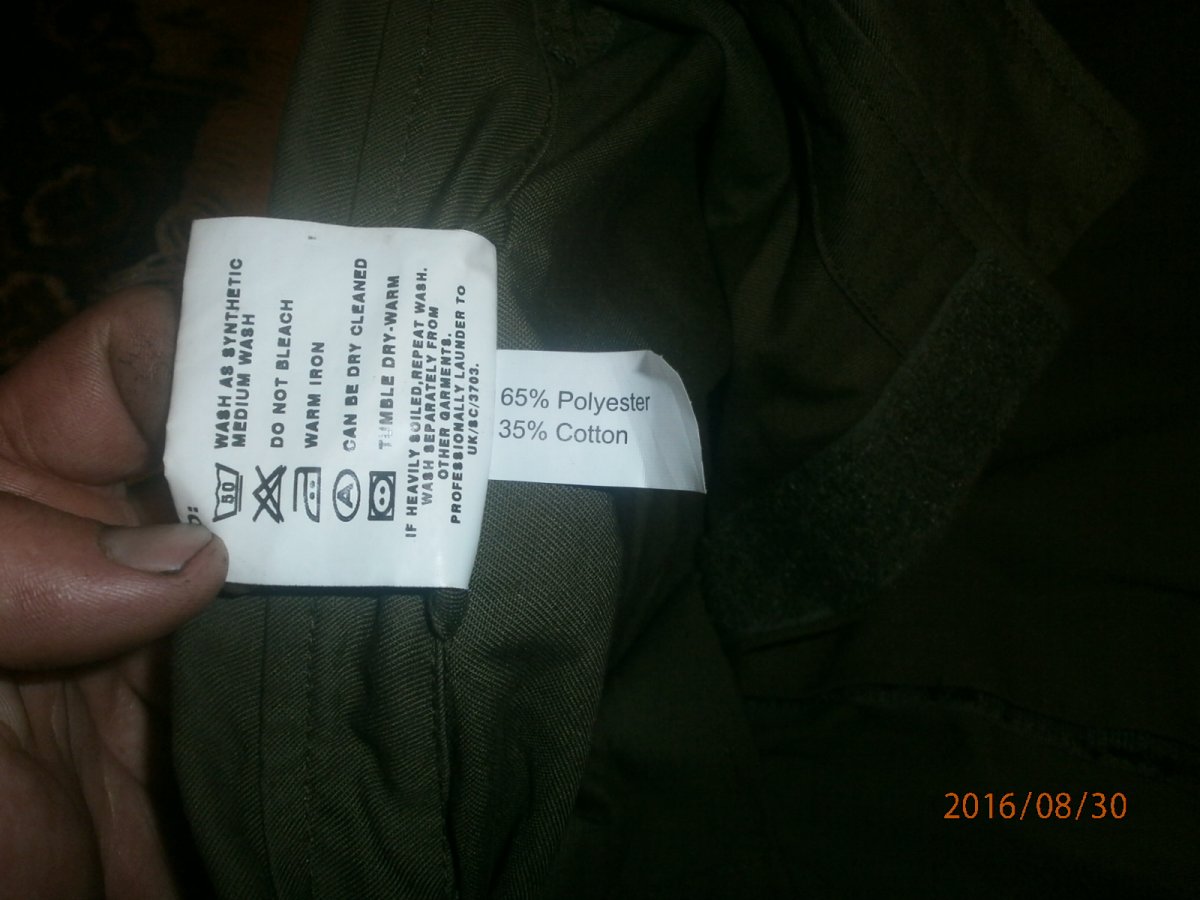 WASH AS SYNTHETIC
MEDIUM WASH
50
DO NOT BLEACH
WARM IRON
A
CAN BE DRY CLEANED
TUMBLE DRY-WARM
IF HEAVILY SOILED,REPEAT WASH.
WASH SEPARATELY FROM
OTHER GARMENTS.
PROFESSIONALLY LAUNDER TO
UK/SC/3703.
65% Polyester
35% Cotton
2016/08/30